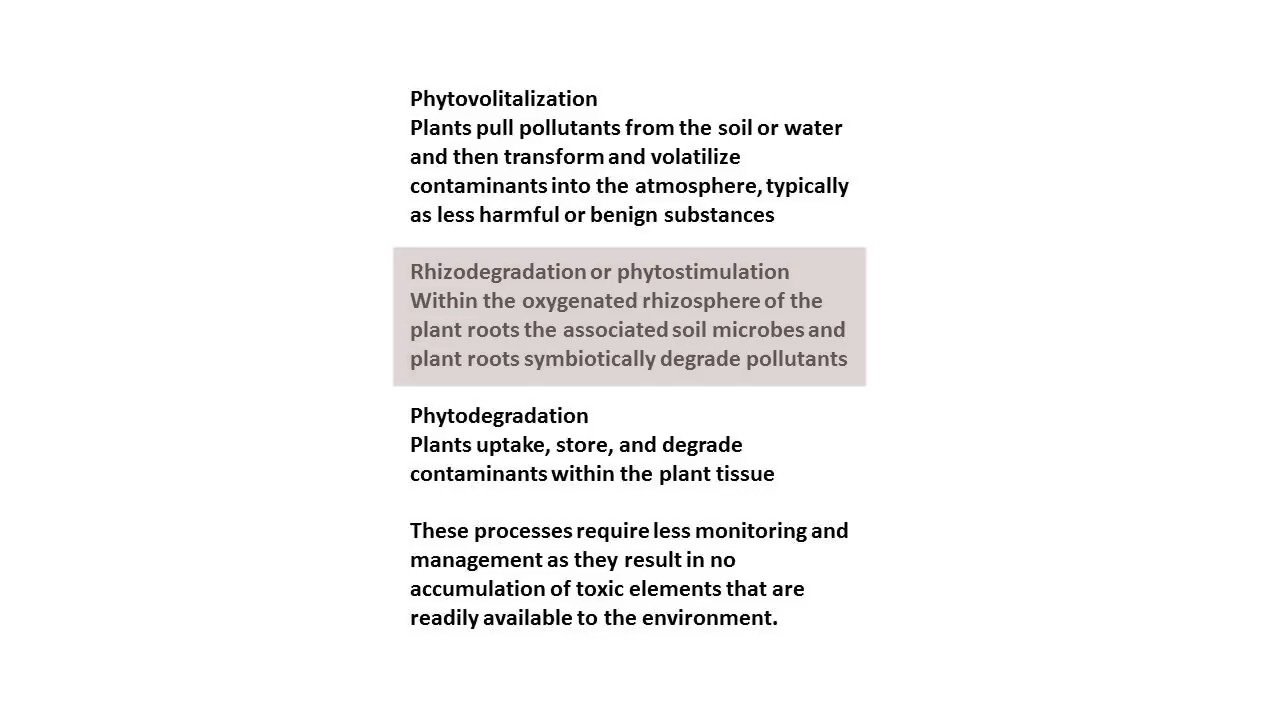 Phytovolitalization
Plants pull pollutants from the soil or water
and then transform and volatilize
contaminants into the atmosphere, typically
as less harmful or benign substances
Rhizodegradation or phytostimulation
Within the oxygenated rhizosphere of the
plant roots the associated soil microbes and
plant roots symbiotically degrade pollutants
Phytodegradation
Plants uptake, store, and degrade
contaminants within the plant tissue
These processes require less monitoring and
management as they result in no
accumulation of toxic elements that are
readily available to the environment.